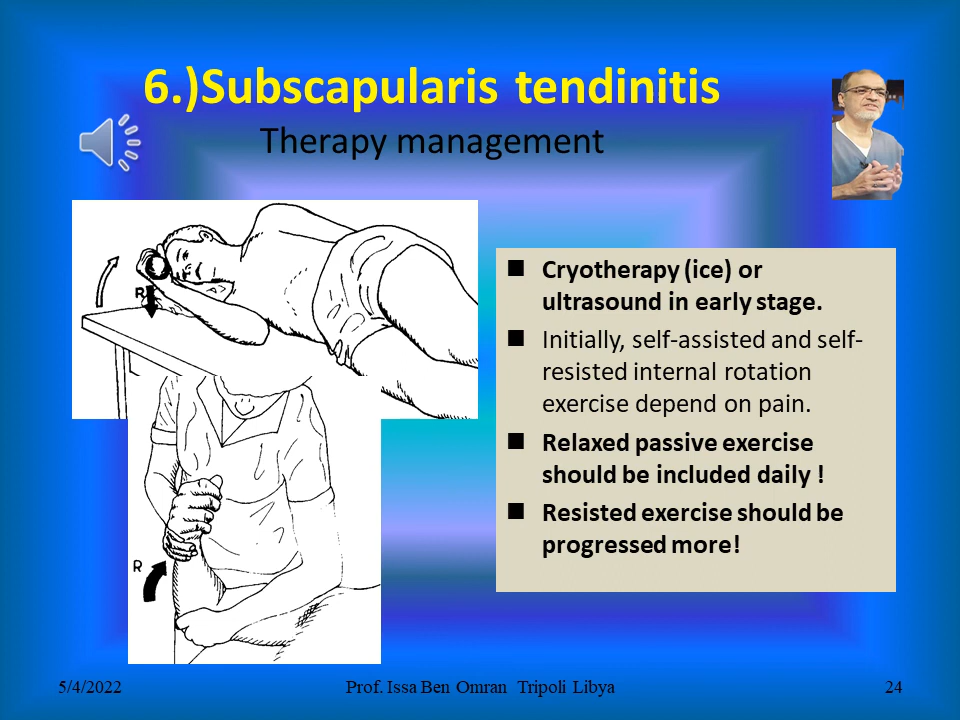 6.)Subscapularis tendinitis
Therapy management
R
R
■ Cryotherapy (ice) or
ultrasound in early stage.
■ Initially, self-assisted and self-
resisted internal rotation
exercise depend on pain.
■ Relaxed passive exercise
should be included daily !
■ Resisted exercise should be
progressed more!
5/4/2022
Prof. Issa Ben Omran Tripoli Libya
24